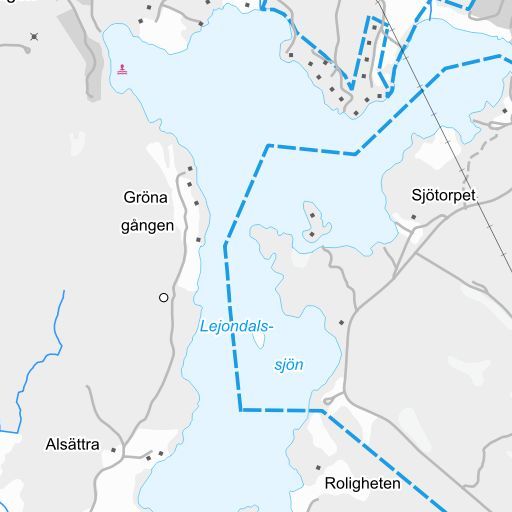 Sjötorpet
Gröna
gången
Lejondals-
sjön
Alsättra
Roligheten